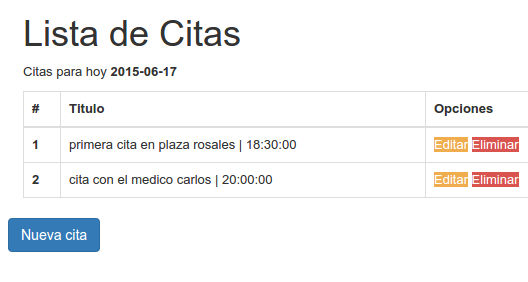 Lista de Citas
Citas para hoy 2015-06-17
# Titulo Opciones
1 primera cita en plaza rosales | 18:30:00 Editar Eliminar
2 cita con el medico carlos | 20:00:00 Editar Eliminar
Nueva cita